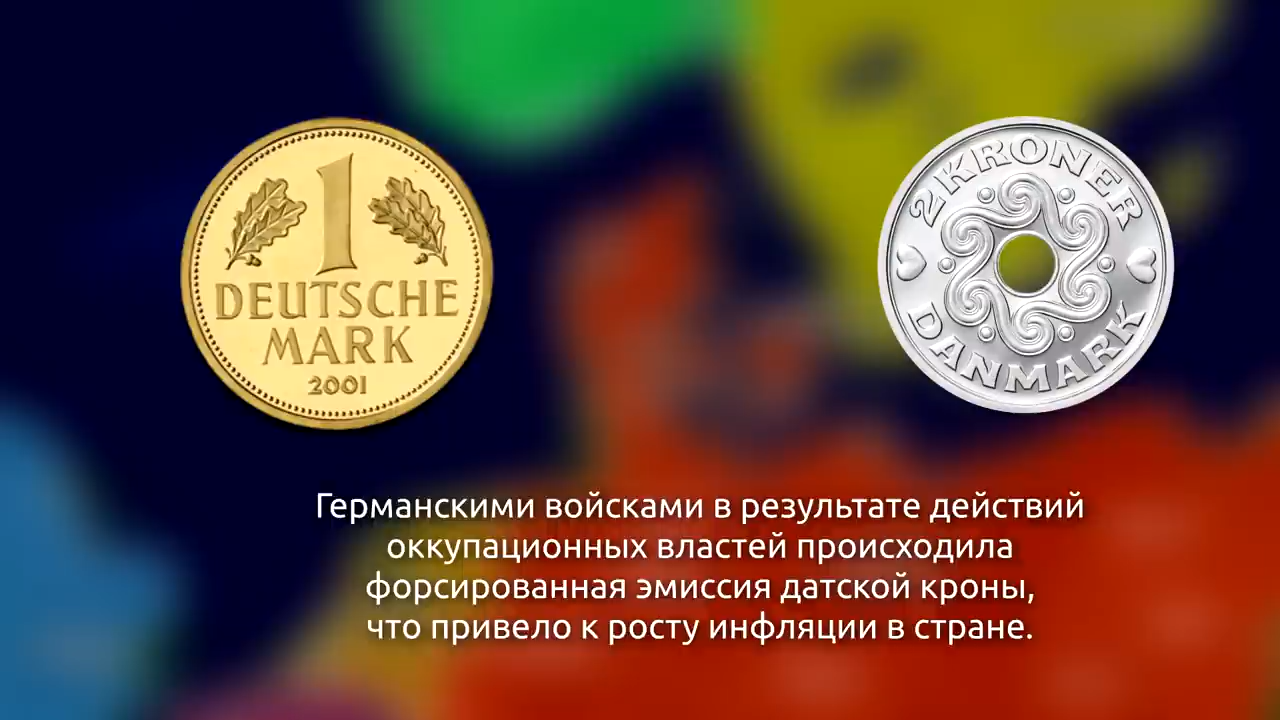 1
DEUTSCHE
MARK
2001
2 KRONER
DANMARK
Германскими войсками в результате действий
оккупационных властей происходила
форсированная эмиссия датской кроны,
что привело к росту инфляции в стране.